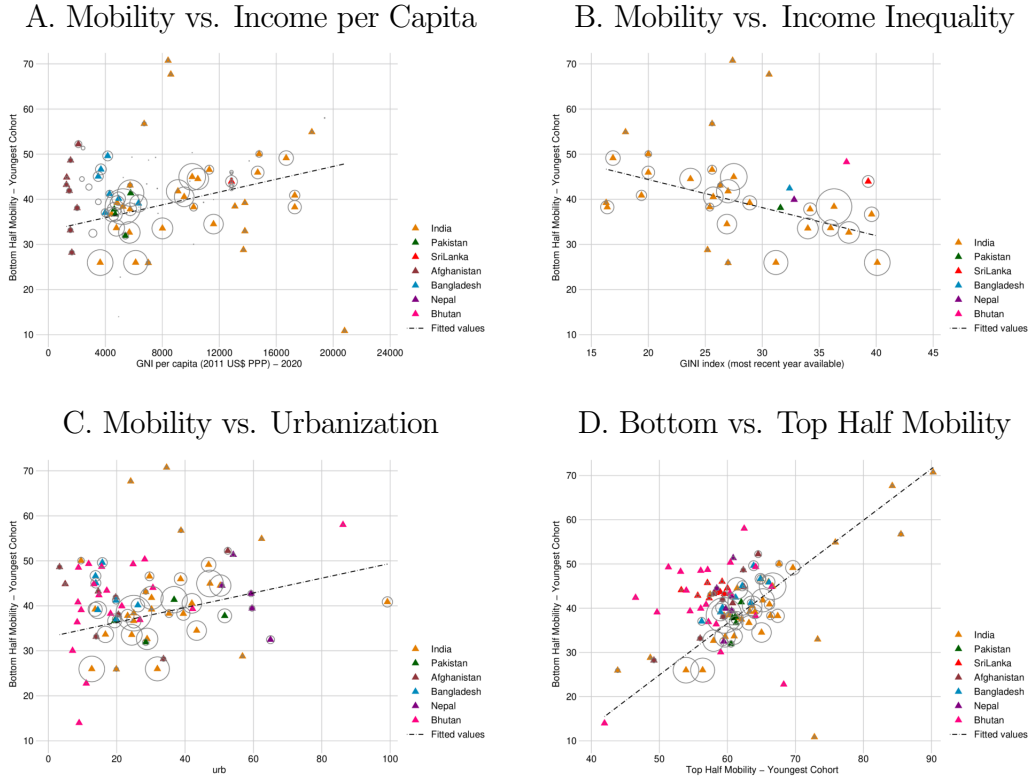 A. Mobility vs. Income per Capita
Bottom Half Mobility – Youngest Cohort
70
60
50
40
30
20
10
0
4000
8000
12000
16000
20000
24000
GNI per capita (2011 US$ PPP) – 2020
India
Pakistan
SriLanka
Afghanistan
Bangladesh
Nepal
Bhutan
Fitted values
B. Mobility vs. Income Inequality
Bottom Half Mobility – Youngest Cohort
70
60
50
40
30
20
10
15
20
25
30
35
40
45
GINI index (most recent year available)
India
Pakistan
SriLanka
Afghanistan
Bangladesh
Nepal
Bhutan
Fitted values
C. Mobility vs. Urbanization
Bottom Half Mobility – Youngest Cohort
70
60
50
40
30
20
10
0
20
40
60
80
100
urb
India
Pakistan
SriLanka
Afghanistan
Bangladesh
Nepal
Bhutan
Fitted values
D. Bottom vs. Top Half Mobility
Bottom Half Mobility – Youngest Cohort
70
60
50
40
30
20
10
40
50
60
70
80
90
Top Half Mobility – Youngest Cohort
India
Pakistan
SriLanka
Afghanistan
Bangladesh
Nepal
Bhutan
Fitted values